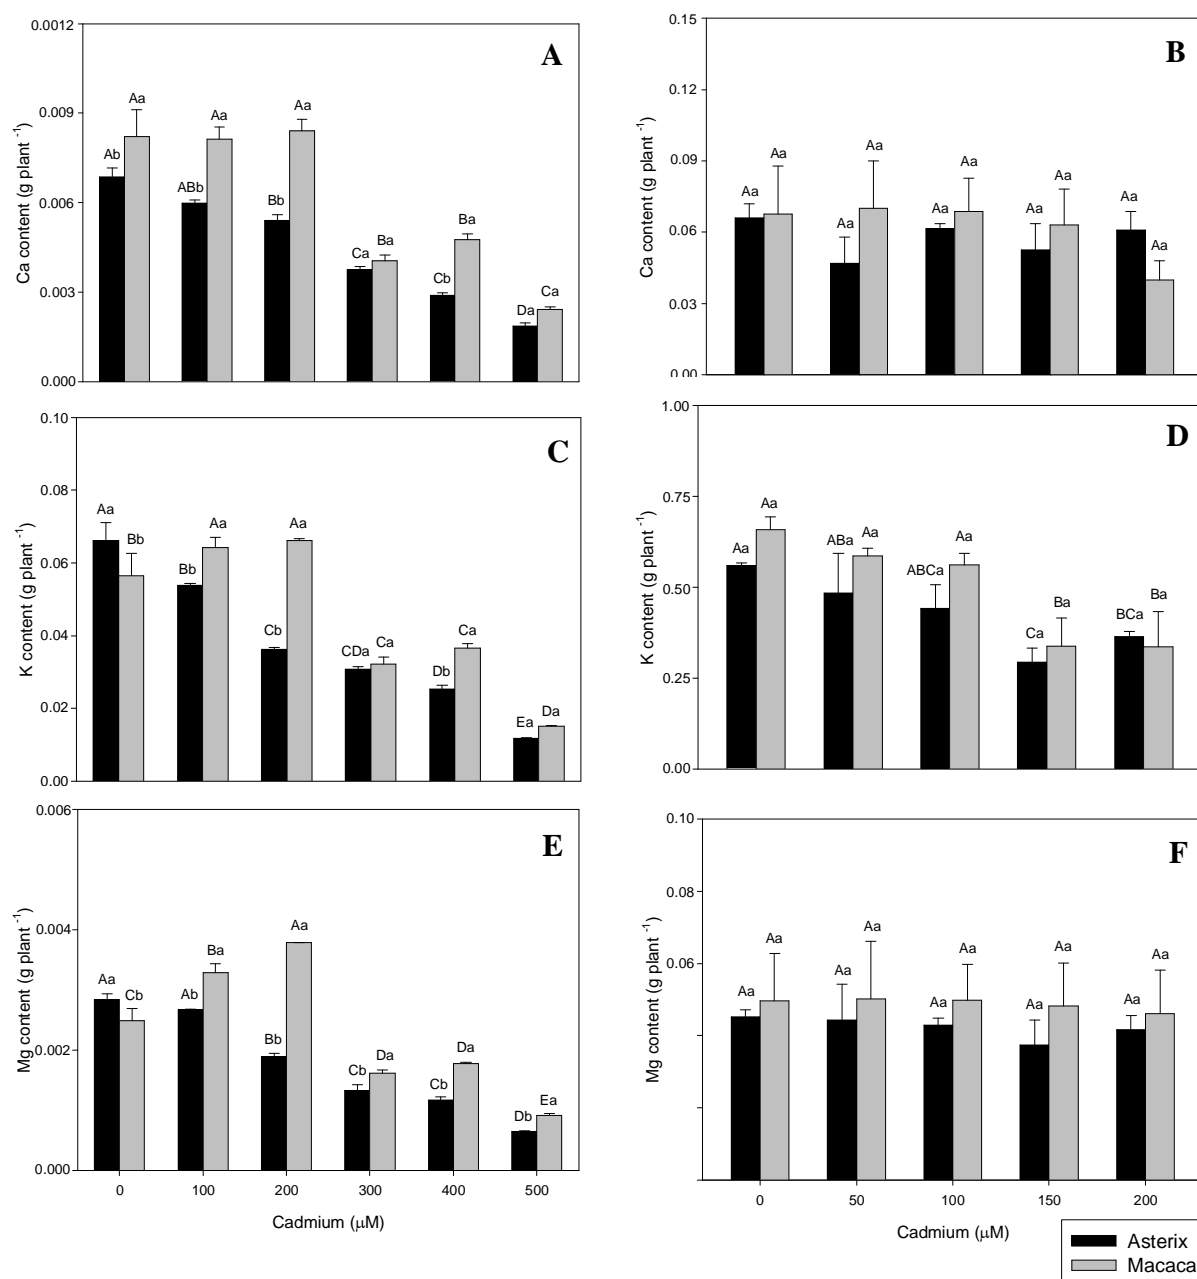 A
0.0012
0.009
0.006
0.003
0.000
Ca content (g plant -1)
Ab Aa ABb Aa Bb Aa Ca Ba Cb Ba Da Ca
B
0.15
0.12
0.09
0.06
0.03
0.00
Ca content (g plant -1)
Aa Aa Aa Aa Aa Aa Aa Aa Aa Aa
C
0.10
0.08
0.06
0.04
0.02
0.00
K content (g plant -1)
Aa Bb Bb Aa Cb Aa CDa Ca Db Ca Ea Da
D
1.00
0.75
0.50
0.25
0.00
K content (g plant -1)
Aa Aa ABa Aa ABCa Aa Ca Ba BCa Ba
E
0.006
0.004
0.002
0.000
Mg content (g plant -1)
Aa Cb Ab Ba Bb Aa Cb Da Cb Da Db Ea
0 100 200 300 400 500
Cadmium (μM)
F
0.10
0.08
0.06
Mg content (g plant -1)
Aa Aa Aa Aa Aa Aa Aa Aa Aa Aa
0 50 100 150 200
Cadmium (μM)
Asterix
Macaca